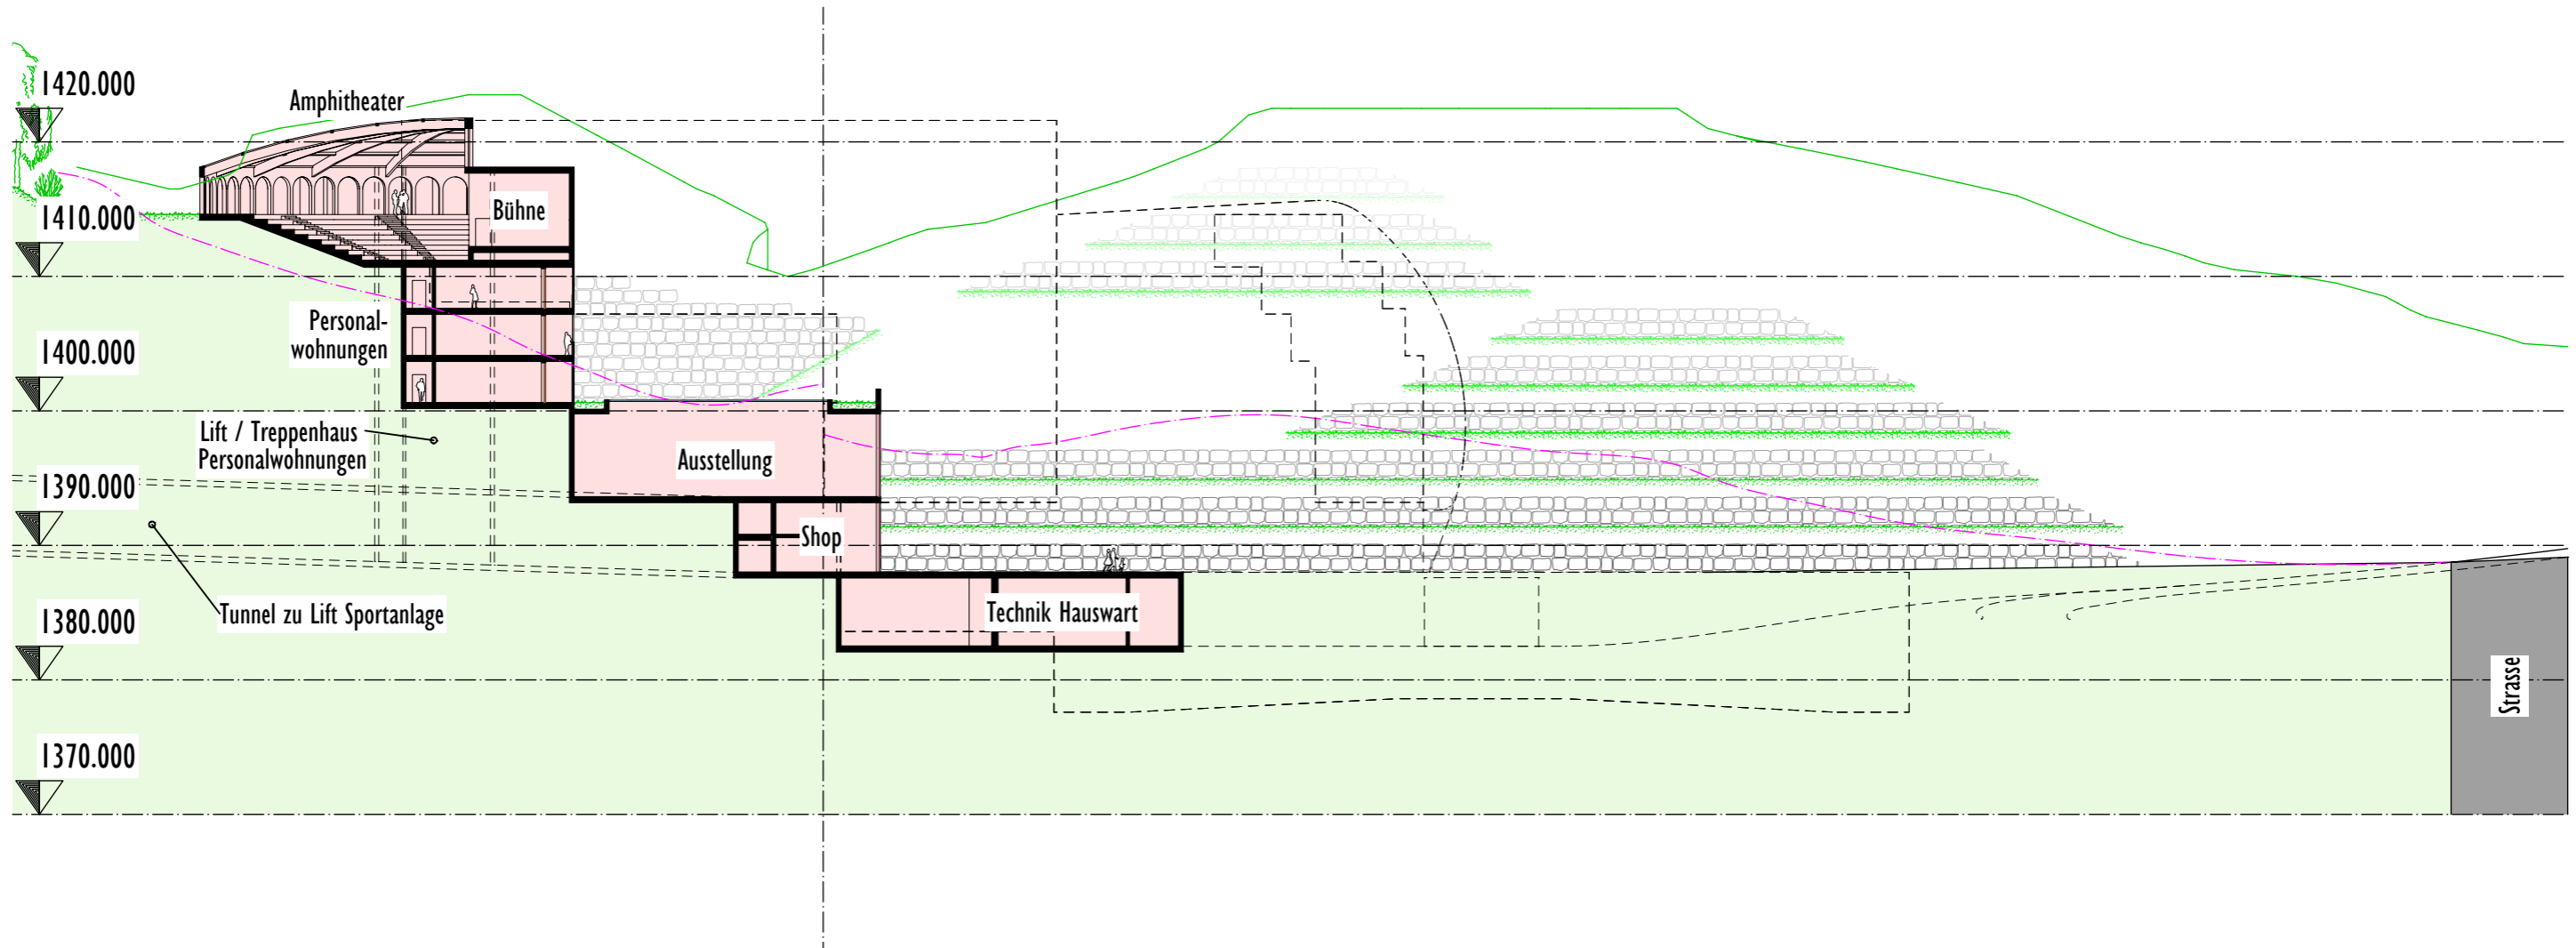 1420.000
Amphitheater
1410.000
Bühne
Personal-
wohnungen
1400.000
Lift / Treppenhaus
Personalwohnungen
Ausstellung
1390.000
Shop
Tunnel zu Lift Sportanlage
Technik Hauswart
1380.000
Strasse
1370.000